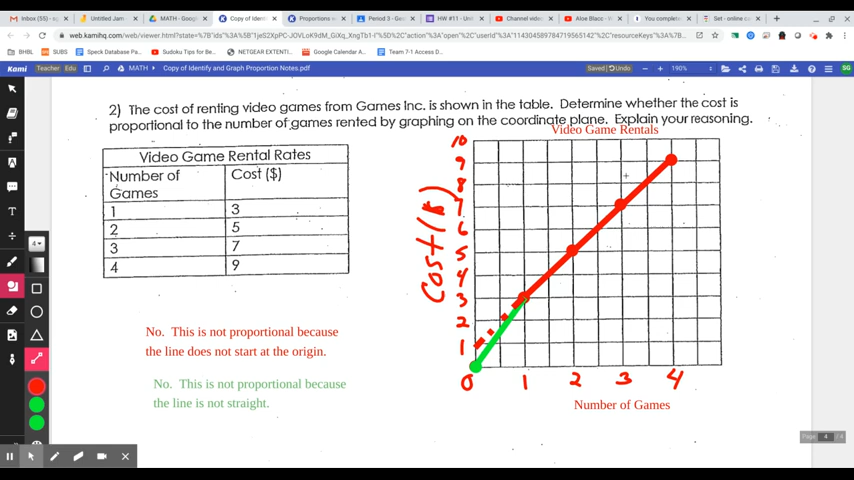 Inbox (55) - s
Untitled Jam
MATH - Google
Copy of Identif
Proportions w
Period 3 - Geo
HW #11 - Unit
Channel video
Aloe Blacc - W
You complete
Set - online ca
web.kamihq.com/web/viewer.html?state=%7B"ids"%3A%5B"1jeS2XpPC-J0VLoK9dM_GiXq_XngTb1-I"%5D%2C"action"%3A"open"%2C"userId"%3A"114304589784719565142"%2C"resourceKeys"%3A%7B...
BHBL
SUBS
Speck Database Pa...
Sudoku Tips for Be...
NETGEAR EXTENTI...
Google Calendar A...
Team 7-1 Access D...
Kami
Teacher
Edu
MATH
Copy of Identify and Graph Proportion Notes.pdf
Saved
Undo
190%
SG
2) The cost of renting video games from Games Inc. is shown in the table. Determine whether the cost is
proportional to the number of games rented by graphing on the coordinate plane. Explain your reasoning.
Video Game Rental Rates
Number of Games Cost ($)
1 3
2 5
3 7
4 9
No. This is not proportional because
the line does not start at the origin.
No. This is not proportional because
the line is not straight.
Video Game Rentals
Cost ($)
10
9
8
7
6
5
4
3
2
1
0 1 2 3 4
Number of Games
4
Page 4 / 4